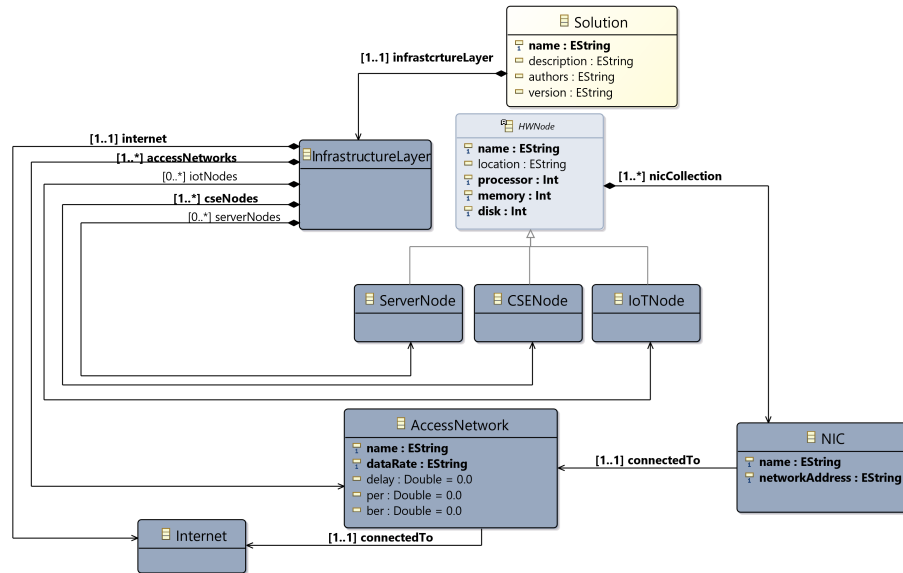 Solution
name : EString
description : EString
authors : EString
version : EString
[1..1] infrastcrtureLayer
HWNode
name : EString
location : EString
processor : Int
memory : Int
disk : Int
[1..1] internet
[1..*] accessNetworks
[0..*] iotNodes
[1..*] cseNodes
[0..*] serverNodes
InfrastructureLayer
[1..*] nicCollection
ServerNode
CSENode
IoTNode
AccessNetwork
name : EString
dataRate : EString
delay : Double = 0.0
per : Double = 0.0
ber : Double = 0.0
[1..1] connectedTo
NIC
name : EString
networkAddress : EString
Internet
[1..1] connectedTo